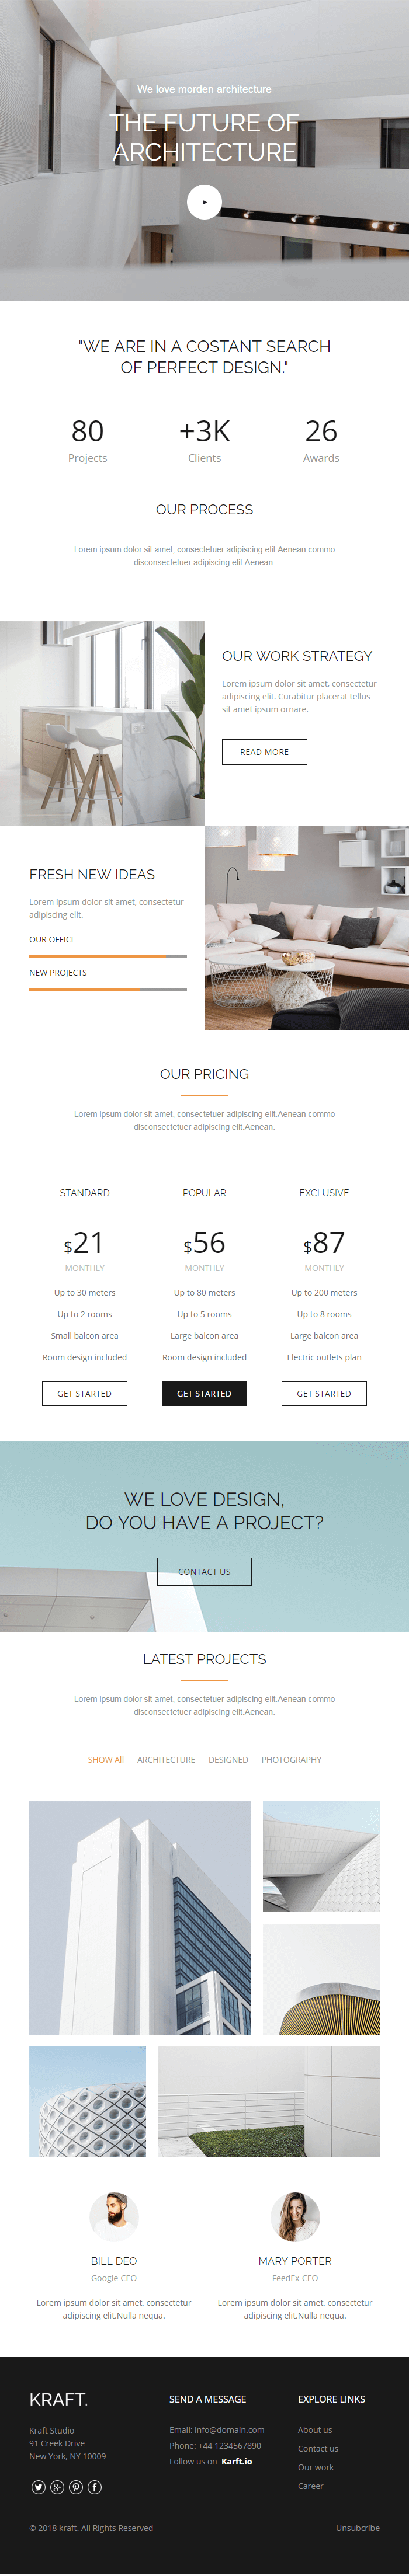 We love morden architecture
THE FUTURE OF
ARCHITECTURE
"WE ARE IN A COSTANT SEARCH
OF PERFECT DESIGN."
80
Projects
+3K
Clients
26
Awards
OUR PROCESS
Lorem ipsum dolor sit amet, consectetuer adipiscing elit.Aenean commo
disconsectetuer adipiscing elit.Aenean.
OUR WORK STRATEGY
Lorem ipsum dolor sit amet, consectetur
adipiscing elit. Curabitur placerat tellus
sit amet ipsum ornare.
READ MORE
FRESH NEW IDEAS
Lorem ipsum dolor sit amet, consectetur
adipiscing elit.
OUR OFFICE
NEW PROJECTS
OUR PRICING
Lorem ipsum dolor sit amet, consectetuer adipiscing elit.Aenean commo
disconsectetuer adipiscing elit.Aenean.
STANDARD
$21
MONTHLY
Up to 30 meters
Up to 2 rooms
Small balcon area
Room design included
GET STARTED
POPULAR
$56
MONTHLY
Up to 80 meters
Up to 5 rooms
Large balcon area
Room design included
GET STARTED
EXCLUSIVE
$87
MONTHLY
Up to 200 meters
Up to 8 rooms
Large balcon area
Electric outlets plan
GET STARTED
WE LOVE DESIGN,
DO YOU HAVE A PROJECT?
CONTACT US
LATEST PROJECTS
Lorem ipsum dolor sit amet, consectetuer adipiscing elit.Aenean commo
disconsectetuer adipiscing elit.Aenean.
SHOW All ARCHITECTURE DESIGNED PHOTOGRAPHY
BILL DEO
Google-CEO
Lorem ipsum dolor sit amet, consectetur
adipiscing elit.Nulla nequa.
MARY PORTER
FeedEx-CEO
Lorem ipsum dolor sit amet, consectetur
adipiscing elit.Nulla nequa.
KRAFT.
Kraft Studio
91 Creek Drive
New York, NY 10009
SEND A MESSAGE
Email: info@domain.com
Phone: +44 1234567890
Follow us on Karft.io
EXPLORE LINKS
About us
Contact us
Our work
Career
© 2018 kraft. All Rights Reserved
Unsubcribe